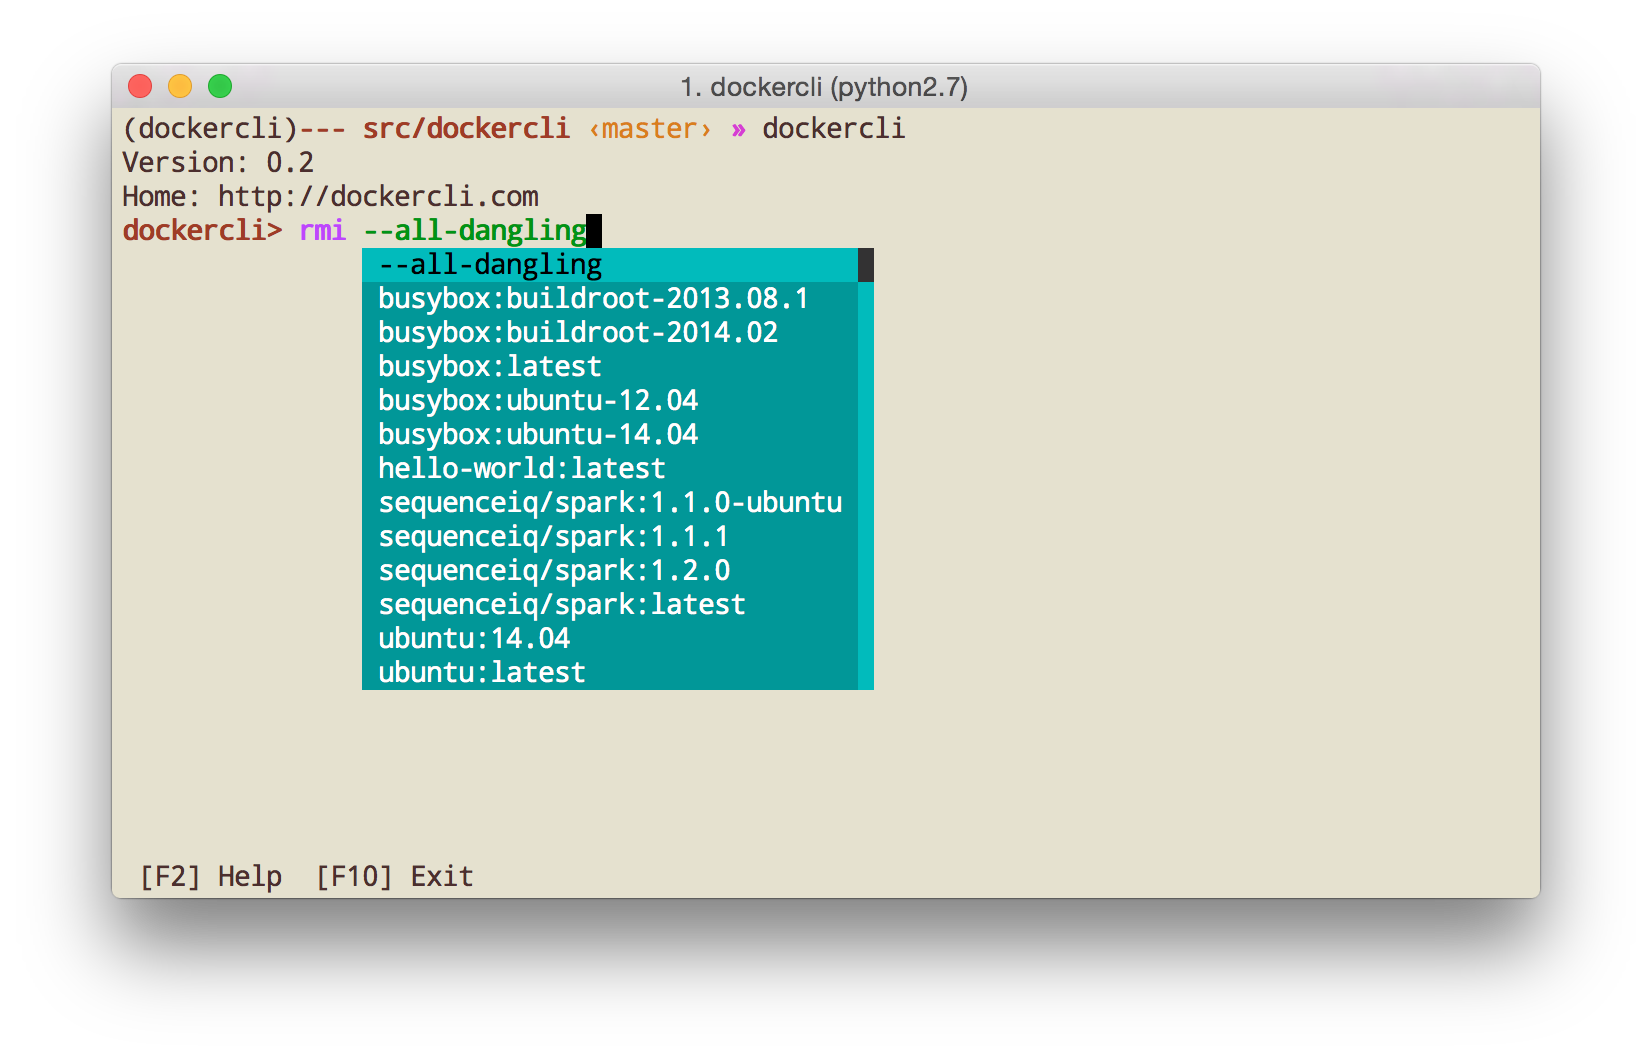 1. dockercli (python2.7)
(dockercli)--- src/dockercli ‹master› » dockercli
Version: 0.2
Home: http://dockercli.com
dockercli> rmi --all-dangling
--all-dangling
busybox:buildroot-2013.08.1
busybox:buildroot-2014.02
busybox:latest
busybox:ubuntu-12.04
busybox:ubuntu-14.04
hello-world:latest
sequenceiq/spark:1.1.0-ubuntu
sequenceiq/spark:1.1.1
sequenceiq/spark:1.2.0
sequenceiq/spark:latest
ubuntu:14.04
ubuntu:latest
[F2] Help  [F10] Exit